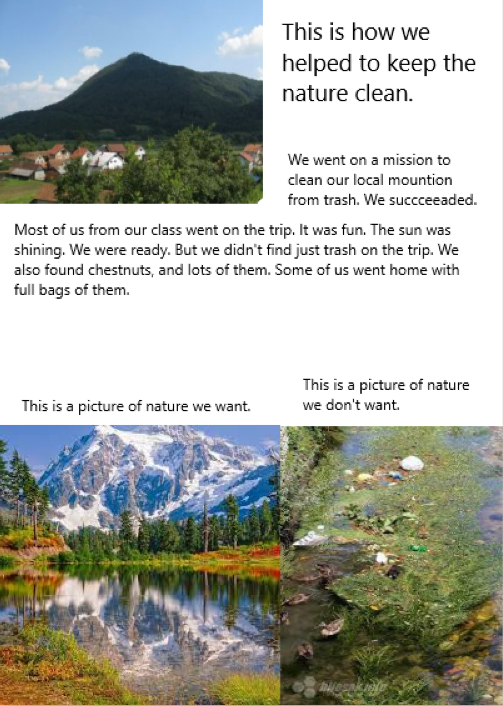 This is how we
helped to keep the
nature clean.
We went on a mission to
clean our local mountion
from trash. We succceeaded.
Most of us from our class went on the trip. It was fun. The sun was
shining. We were ready. But we didn't find just trash on the trip. We
also found chestnuts, and lots of them. Some of us went home with
full bags of them.
This is a picture of nature we want.
This is a picture of nature
we don't want.